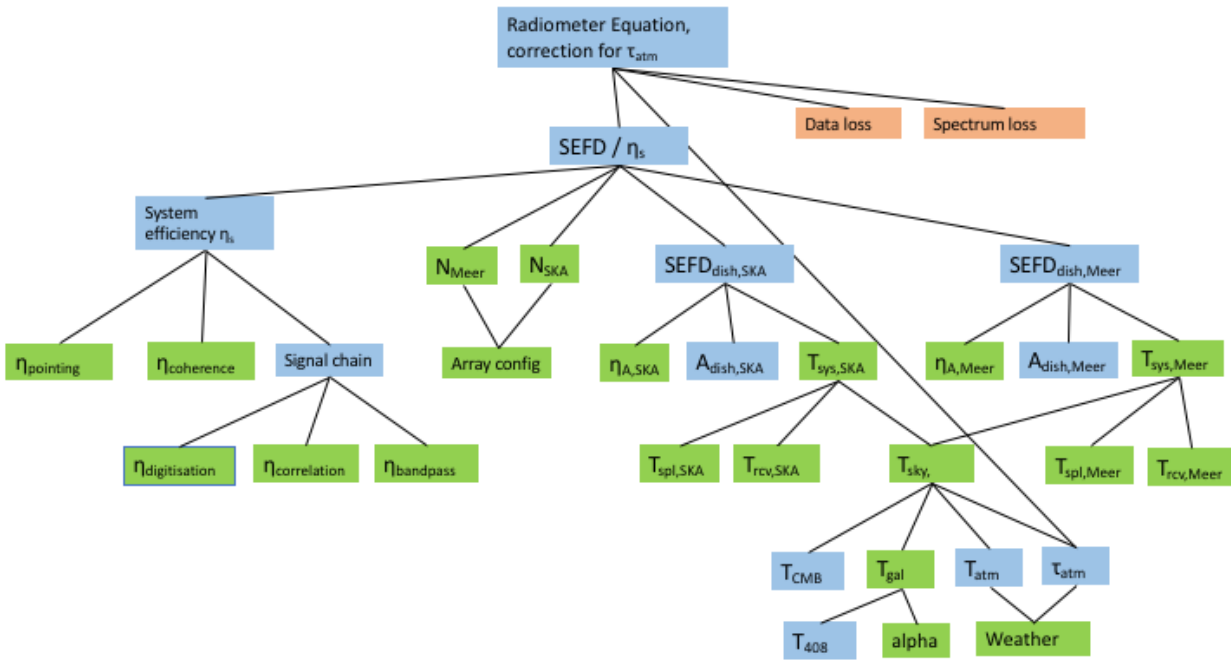 Radiometer Equation,
correction for τatm
Data loss
Spectrum loss
SEFD / ηs
System
efficiency ηs
NMeer
NSKA
SEFDdish,SKA
SEFDdish,Meer
ηpointing
ηcoherence
Signal chain
Array config
ηA,SKA
Adish,SKA
Tsys,SKA
ηA,Meer
Adish,Meer
Tsys,Meer
ηdigitisation
ηcorrelation
ηbandpass
Tspl,SKA
Trcv,SKA
Tsky,
Tspl,Meer
Trcv,Meer
TCMB
Tgal
Tatm
τatm
T408
alpha
Weather